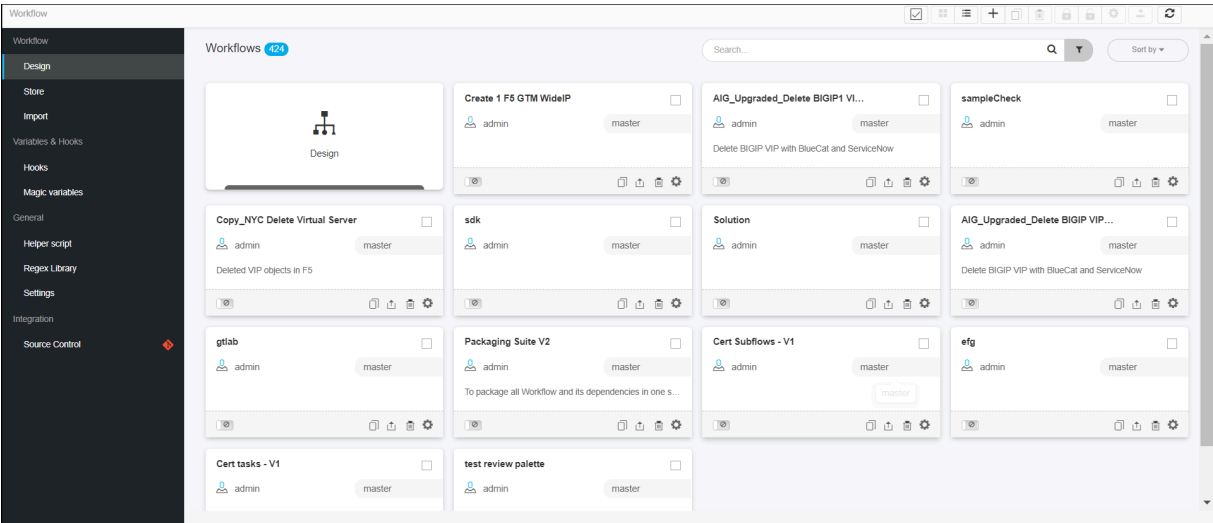 Workflow
Workflow
Design
Store
Import
Variables & Hooks
Hooks
Magic variables
General
Helper script
Regex Library
Settings
Integration
Source Control
Workflows 424
Search...
Sort by
Design
Create 1 F5 GTM WideIP
admin master
AIG_Upgraded_Delete BIGIP1 VI...
admin master
Delete BIGIP VIP with BlueCat and ServiceNow
sampleCheck
admin master
Copy_NYC Delete Virtual Server
admin master
Deleted VIP objects in F5
sdk
admin master
Solution
admin master
AIG_Upgraded_Delete BIGIP VIP...
admin master
Delete BIGIP VIP with BlueCat and ServiceNow
gtlab
admin master
Packaging Suite V2
admin master
To package all Workflow and its dependencies in one s...
Cert Subflows - V1
admin master
master
efg
admin master
Cert tasks - V1
admin master
test review palette
admin master